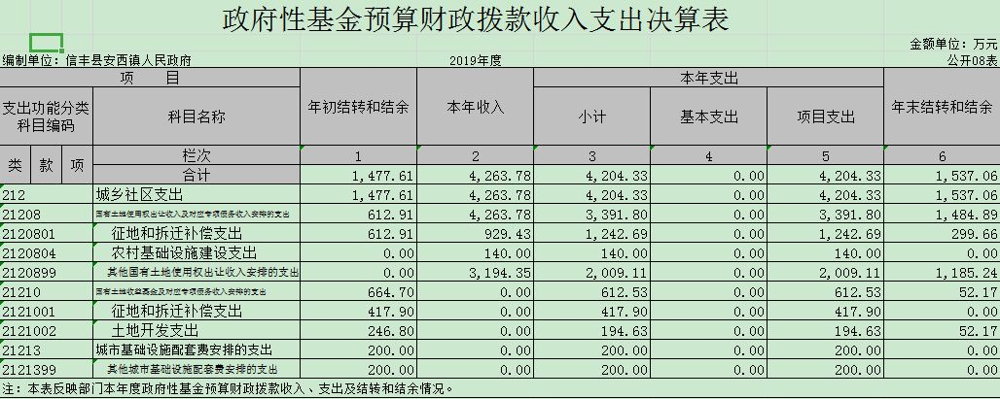 政府性基金预算财政拨款收入支出决算表
金额单位：万元
编制单位：信丰县安西镇人民政府 2019年度 公开08表
项 目 年初结转和结余 本年收入 本年支出 年末结转和结余
支出功能分类科目编码 科目名称 小计 基本支出 项目支出
类 款 项 栏次 1 2 3 4 5 6
合计 1,477.61 4,263.78 4,204.33 0.00 4,204.33 1,537.06
212 城乡社区支出 1,477.61 4,263.78 4,204.33 0.00 4,204.33 1,537.06
21208 国有土地使用权出让收入及对应专项债务收入安排的支出 612.91 4,263.78 3,391.80 0.00 3,391.80 1,484.89
2120801 征地和拆迁补偿支出 612.91 929.43 1,242.69 0.00 1,242.69 299.66
2120804 农村基础设施建设支出 0.00 140.00 140.00 0.00 140.00 0.00
2120899 其他国有土地使用权出让收入安排的支出 0.00 3,194.35 2,009.11 0.00 2,009.11 1,185.24
21210 国有土地收益基金及对应专项债务收入安排的支出 664.70 0.00 612.53 0.00 612.53 52.17
2121001 征地和拆迁补偿支出 417.90 0.00 417.90 0.00 417.90 0.00
2121002 土地开发支出 246.80 0.00 194.63 0.00 194.63 52.17
21213 城市基础设施配套费安排的支出 200.00 0.00 200.00 0.00 200.00 0.00
2121399 其他城市基础设施配套费安排的支出 200.00 0.00 200.00 0.00 200.00 0.00
注：本表反映部门本年度政府性基金预算财政拨款收入、支出及结转和结余情况。